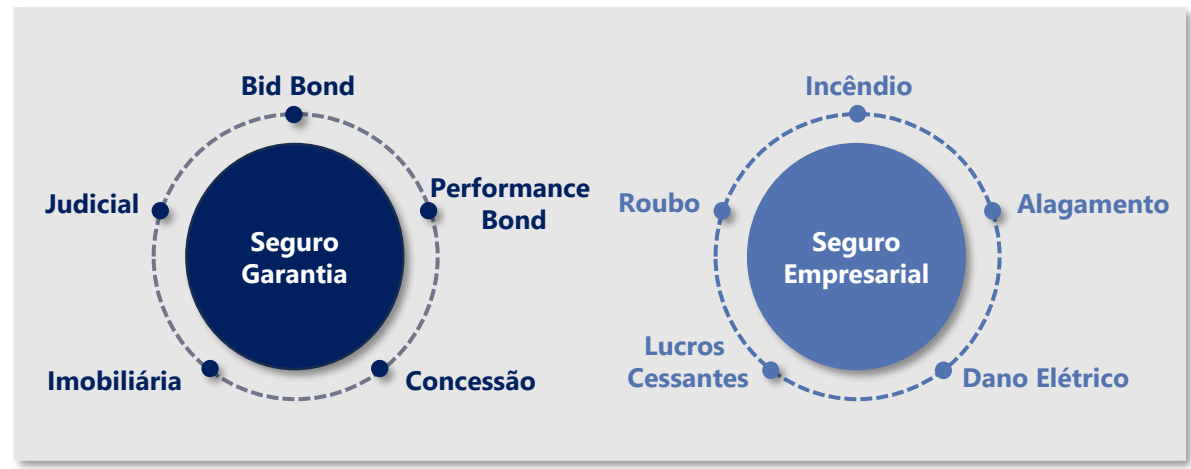 Bid Bond
Judicial
Performance
Bond
Seguro
Garantia
Imobiliária
Concessão
Incêndio
Roubo
Alagamento
Seguro
Empresarial
Lucros
Cessantes
Dano Elétrico